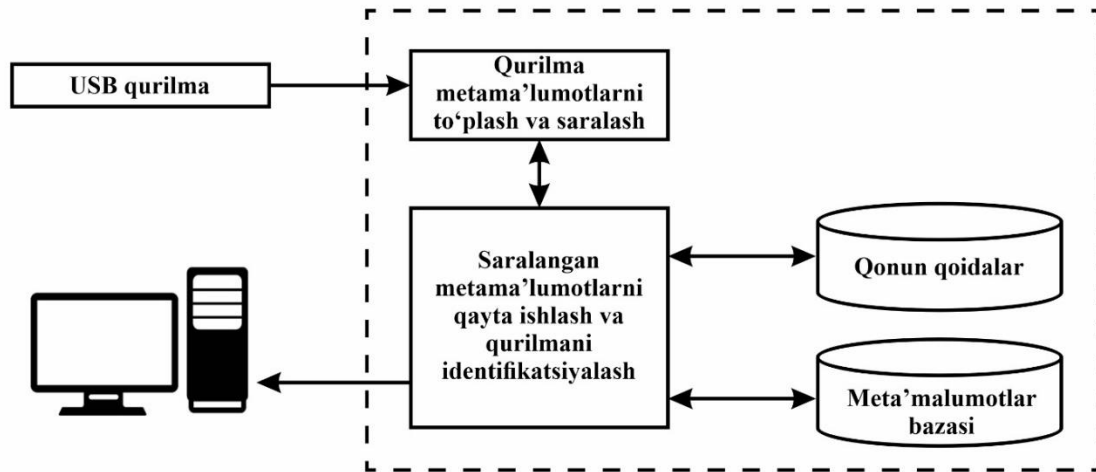 USB qurilma
Qurilma
metama'lumotlarni
to‘plash va saralash
Saralangan
metama'lumotlarni
qayta ishlash va
qurilmani
identifikatsiyalash
Qonun qoidalar
Meta’malumotlar
bazasi